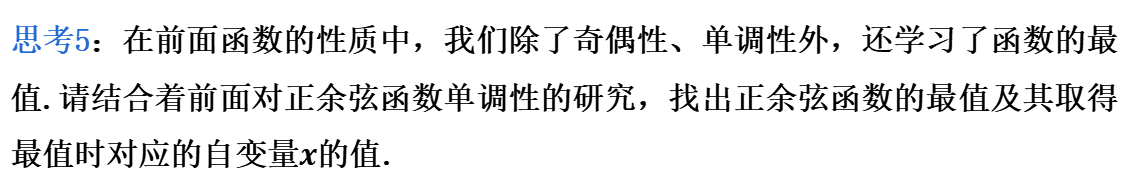 思考5：在前面函数的性质中，我们除了奇偶性、单调性外，还学习了函数的最
值.请结合着前面对正余弦函数单调性的研究，找出正余弦函数的最值及其取得
最值时对应的自变量x的值.